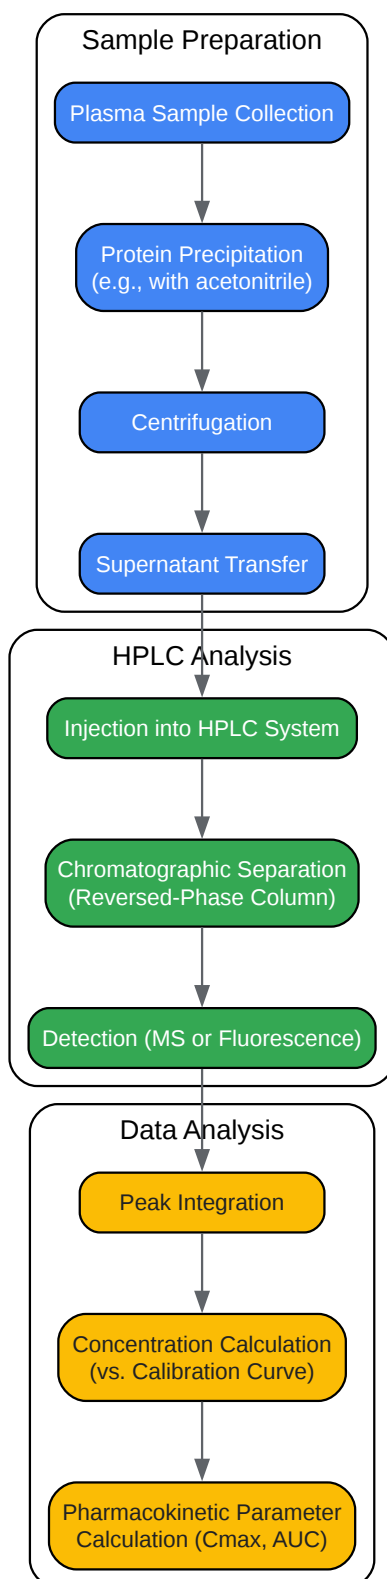 Sample Preparation
Plasma Sample Collection
Protein Precipitation
(e.g., with acetonitrile)
Centrifugation
Supernatant Transfer
HPLC Analysis
Injection into HPLC System
Chromatographic Separation
(Reversed-Phase Column)
Detection (MS or Fluorescence)
Data Analysis
Peak Integration
Concentration Calculation
(vs. Calibration Curve)
Pharmacokinetic Parameter
Calculation (Cmax, AUC)